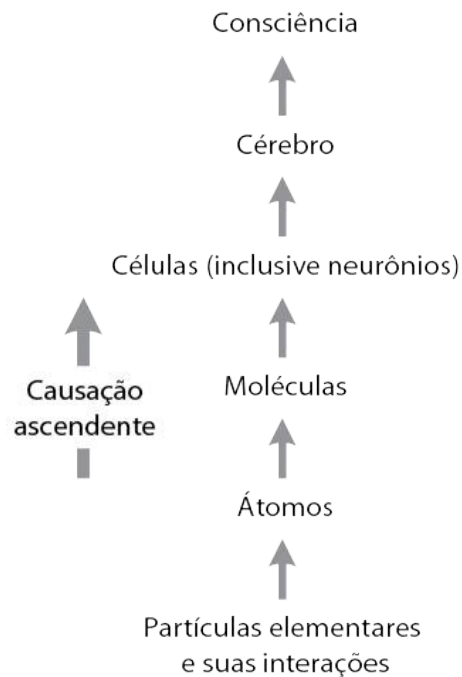 Consciência
Cérebro
Células (inclusive neurônios)
Causação
ascendente
Moléculas
Átomos
Partículas elementares
e suas interações